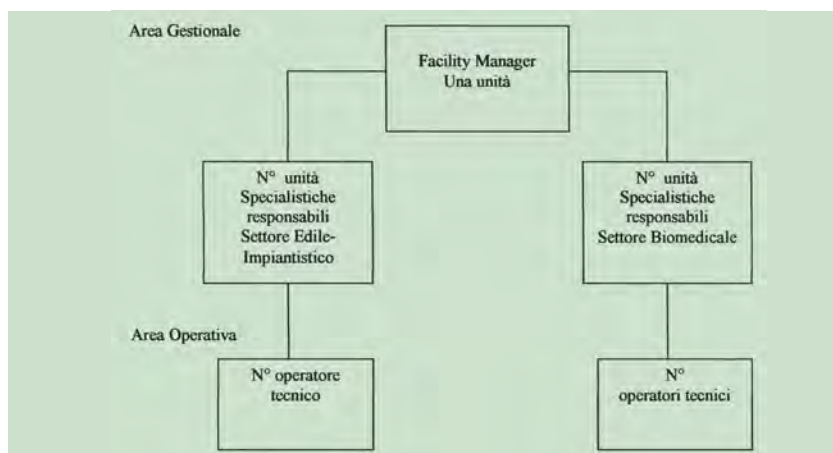 Area Gestionale
Facility Manager
Una unità
N° unità
Specialistiche
responsabili
Settore Edile-
Impiantistico
N° unità
Specialistiche
responsabili
Settore Biomedicale
Area Operativa
N° operatore
tecnico
N°
operatori tecnici